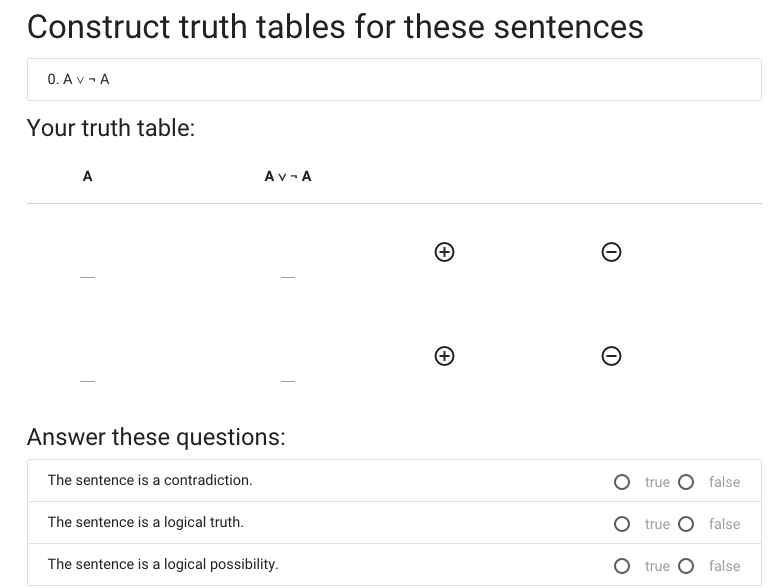 Construct truth tables for these sentences
0. A ∨ ¬ A
Your truth table:
A A ∨ ¬ A
Answer these questions:
The sentence is a contradiction. true false
The sentence is a logical truth. true false
The sentence is a logical possibility. true false